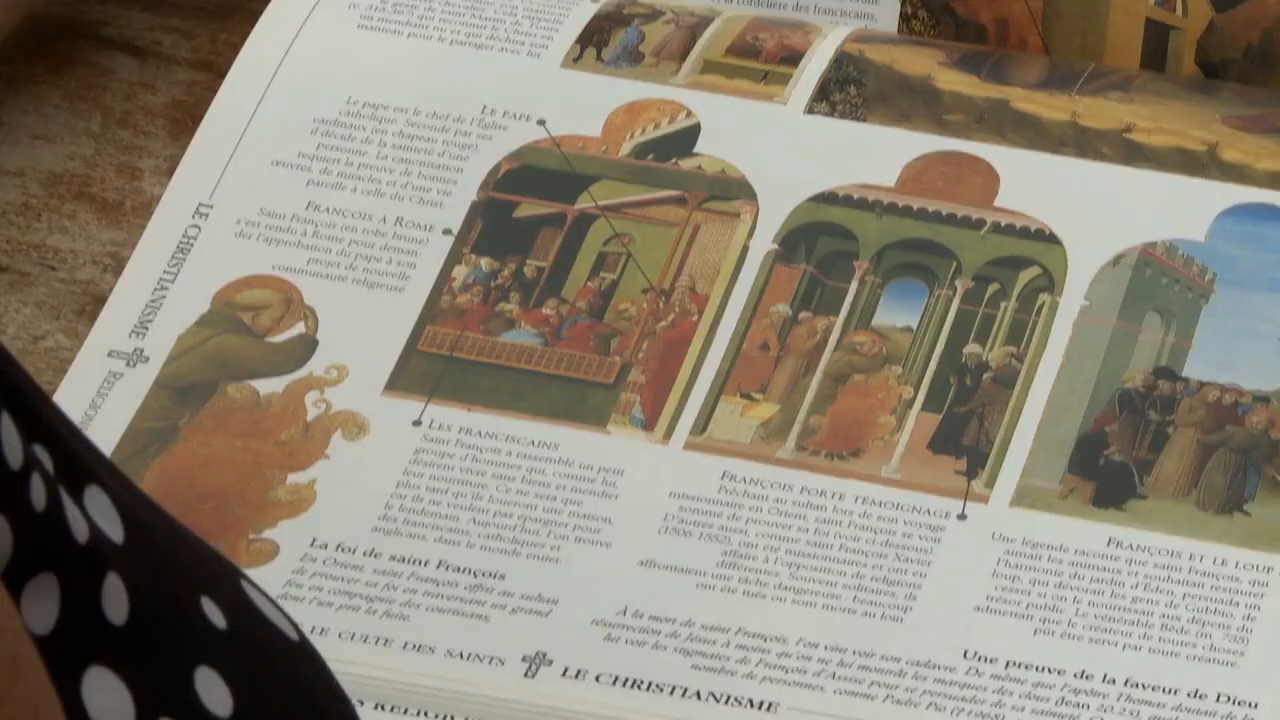 et la cordelière des franciscains,
manteau pour le partager avec lui.
un mendiant nu et qui déchira son
LE PAPE
Le pape est le chef de l'Église
catholique. Secondé par ses
cardinaux (en chapeau rouge),
il décide de la sainteté d'une
personne. La canonisation
requiert la preuve de bonnes
œuvres, de miracles et d'une vie
pareille à celle du Christ.
FRANÇOIS À ROME
Saint François (en robe brune)
s'est rendu à Rome pour deman-
der l'approbation du pape à son
projet de nouvelle
communauté religieuse
LE CHRISTIANISME
LES FRANCISCAINS
Saint François a rassemblé un petit
groupe d'hommes qui, comme lui,
désirent vivre sans biens et mendier
leur nourriture. Ce ne sera que
plus tard qu'ils loueront une maison,
car ils ne veulent pas épargner pour
le lendemain. Aujourd'hui, l'on trouve
des franciscains, catholiques et
anglicans, dans le monde entier.
La foi de saint François
En Orient, saint François offrit au sultan
de prouver sa foi en traversant un grand
feu en compagnie des courtisans,
dont l'un prit la fuite.
FRANÇOIS PORTE TÉMOIGNAGE
Prêchant au sultan lors de son voyage
missionnaire en Orient, saint François se voit
sommé de prouver sa foi (voir ci-dessous).
D'autres aussi, comme saint François Xavier
(1506-1552), ont été missionnaires et ont eu
affaire à l'opposition de religions
différentes. Souvent solitaires, ils
affrontaient une tâche dangereuse : beaucoup
ont été tués ou sont morts au loin.
FRANÇOIS ET LE LOUP
Une légende raconte que saint François, qui
aimait les animaux et souhaitait restaurer
l'harmonie du jardin d'Éden, persuada un
loup, qui dévorait les gens de Gubbio, de
cesser si on le nourrissait aux dépens du
trésor public. Le vénérable Bède (m. 735)
admettait que le créateur de toutes choses
pût être servi par toute créature.
Une preuve de la faveur de Dieu
À la mort de saint François, l'on vint voir son cadavre. De même que l'apôtre Thomas doutait de la
résurrection de Jésus à moins qu'on ne lui montrât les marques des clous (Jean 20.25),
lui voir les stigmates de François d'Assise pour se persuader de sa sainteté
nombre de personnes, comme Padre Pio († 1968)
LE CULTE DES SAINTS
LE CHRISTIANISME